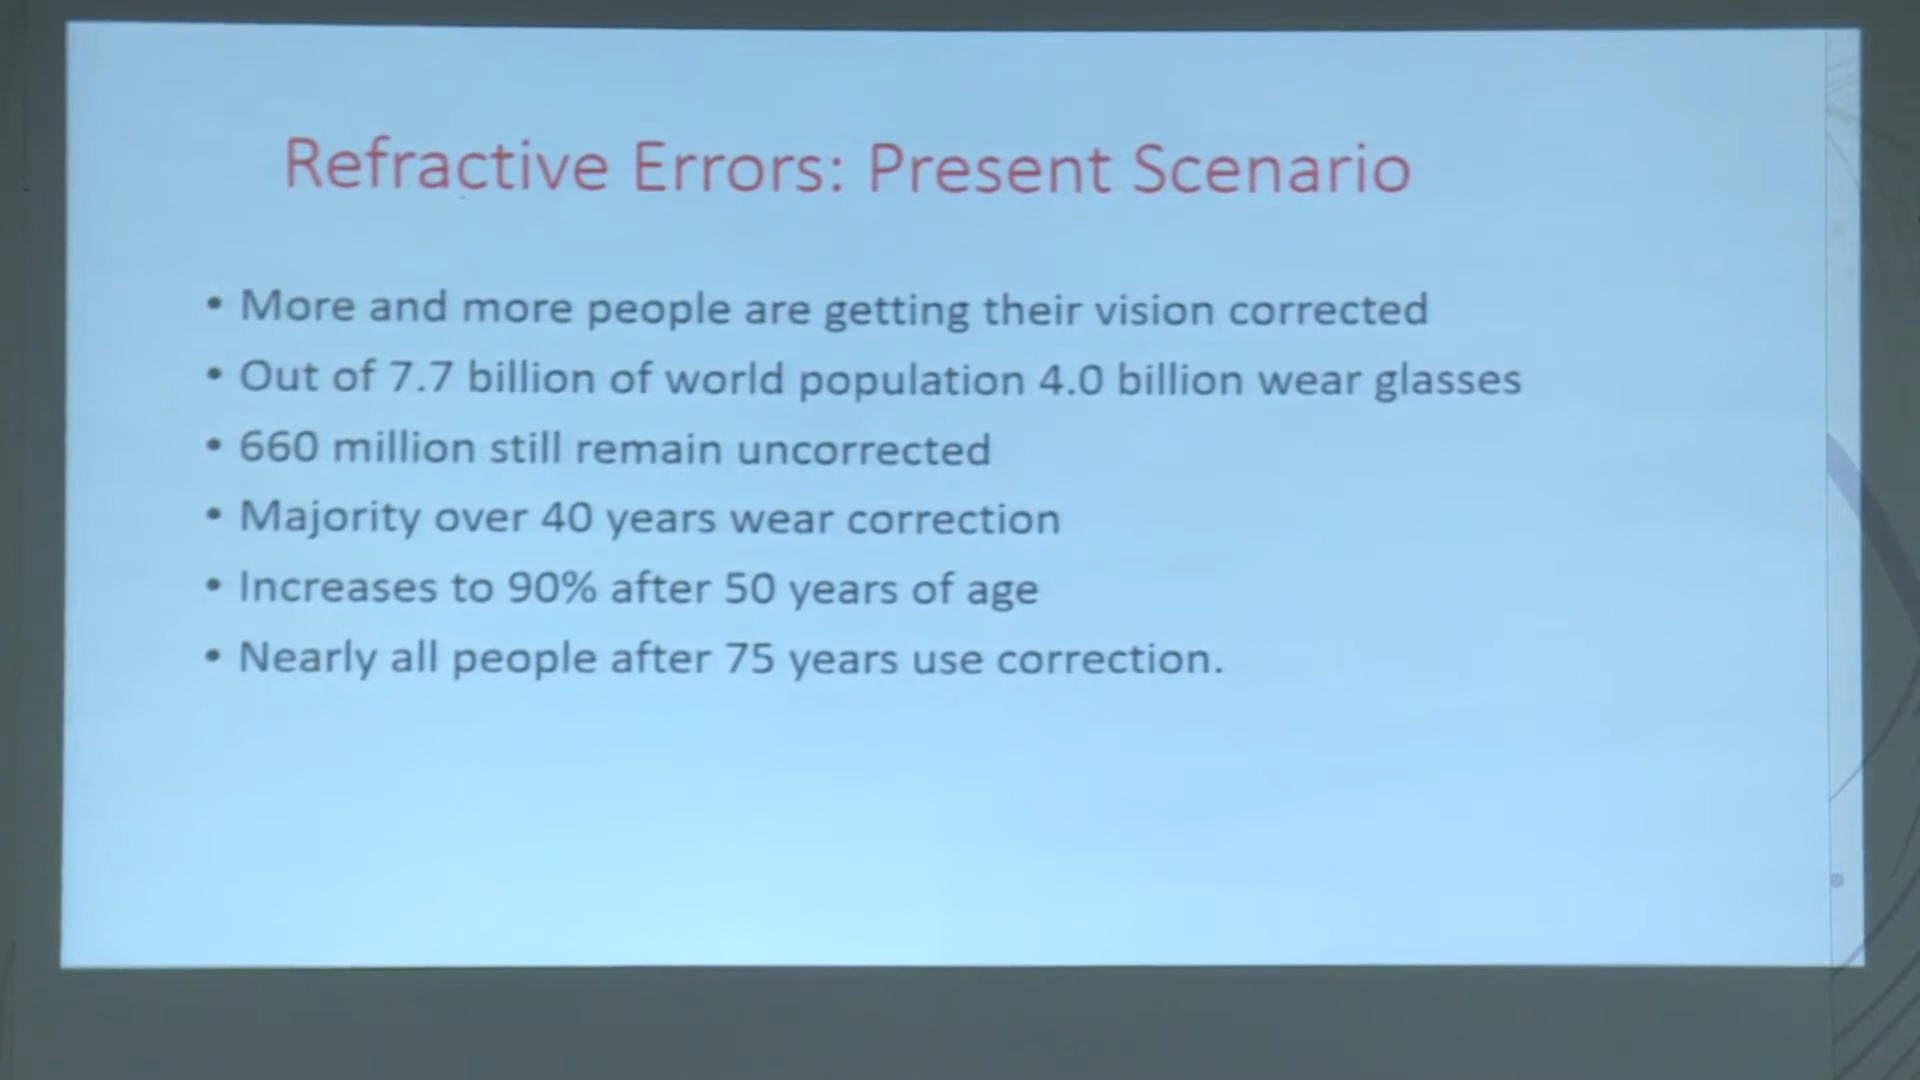 Refractive Errors: Present Scenario
• More and more people are getting their vision corrected
• Out of 7.7 billion of world population 4.0 billion wear glasses
• 660 million still remain uncorrected
• Majority over 40 years wear correction
• Increases to 90% after 50 years of age
• Nearly all people after 75 years use correction.